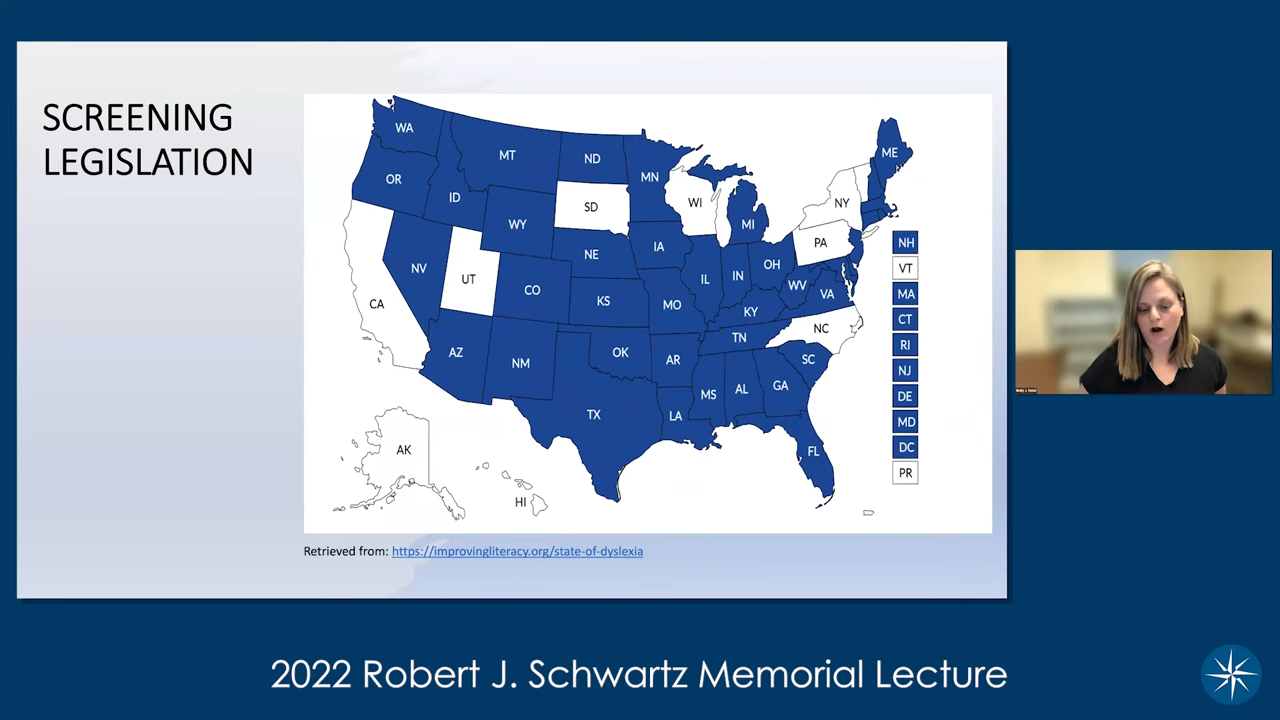 SCREENING
LEGISLATION
WA
MT
ND
MN
ME
OR
ID
SD
WI
NY
WY
MI
IA
PA
NE
NV
UT
CO
IL
IN
OH
WV
VA
CA
KS
MO
KY
NC
AZ
NM
OK
AR
TN
SC
MS
AL
GA
TX
LA
FL
AK
HI
NH
VT
MA
CT
RI
NJ
DE
MD
DC
PR
Retrieved from: https://improvingliteracy.org/state-of-dyslexia
2022 Robert J. Schwartz Memorial Lecture